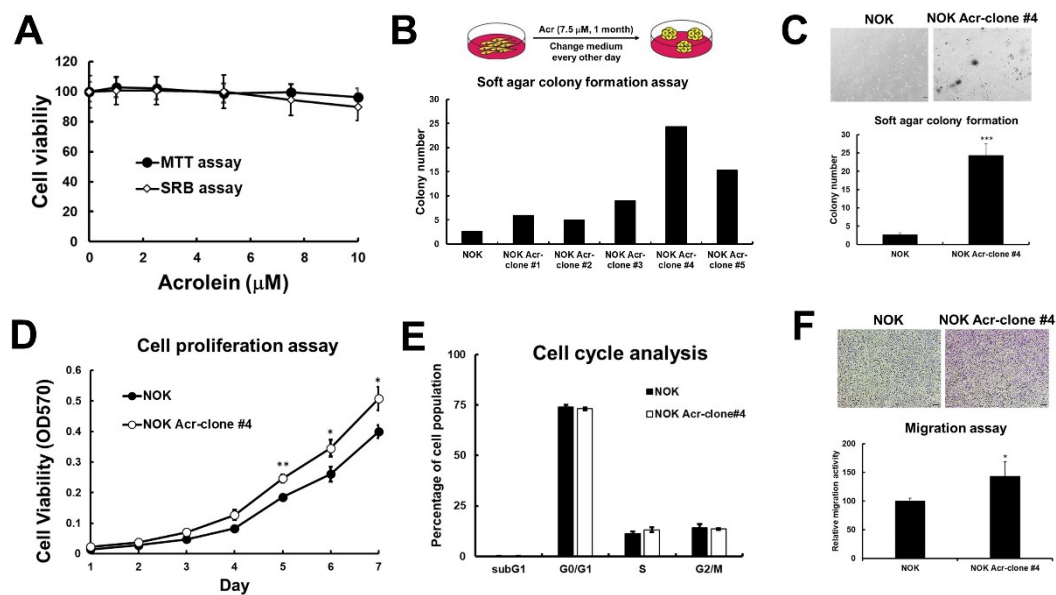 A
Cell viabiliy
120
100
80
60
40
20
0
MTT assay
SRB assay
0 2 4 6 8 10
Acrolein (μM)
B
Acr (7.5 μM, 1 month)
Change medium
every other day
Soft agar colony formation assay
Colony number
30
25
20
15
10
5
0
NOK
NOK Acr-
clone #1
NOK Acr-
clone #2
NOK Acr-
clone #3
NOK Acr-
clone #4
NOK Acr-
clone #5
C
NOK
NOK Acr-clone #4
Soft agar colony formation
Colony number
30
25
20
15
10
5
0
***
NOK
NOK Acr-clone #4
D
Cell proliferation assay
Cell Viability (OD570)
0.6
0.5
0.4
0.3
0.2
0.1
0
NOK
NOK Acr-clone #4
**
*
*
1 2 3 4 5 6 7
Day
E
Cell cycle analysis
Percentage of cell population
100
75
50
25
0
NOK
NOK Acr-clone#4
subG1 G0/G1 S G2/M
F
NOK
NOK Acr-clone #4
Migration assay
Relative migration activity
200
150
100
50
0
*
NOK
NOK Acr-clone #4